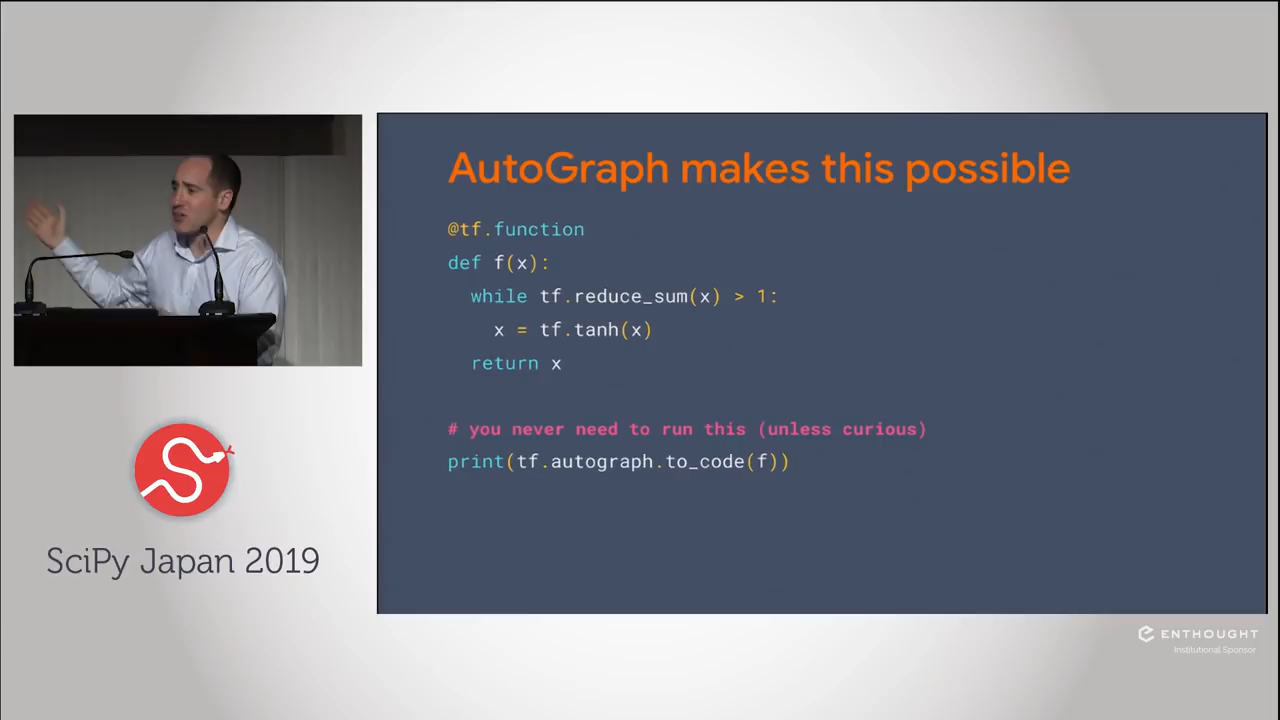 AutoGraph makes this possible
@tf.function
def f(x):
  while tf.reduce_sum(x) > 1:
    x = tf.tanh(x)
  return x
# you never need to run this (unless curious)
print(tf.autograph.to_code(f))
SciPy Japan 2019
ENTHOUGHT
Institutional Sponsor